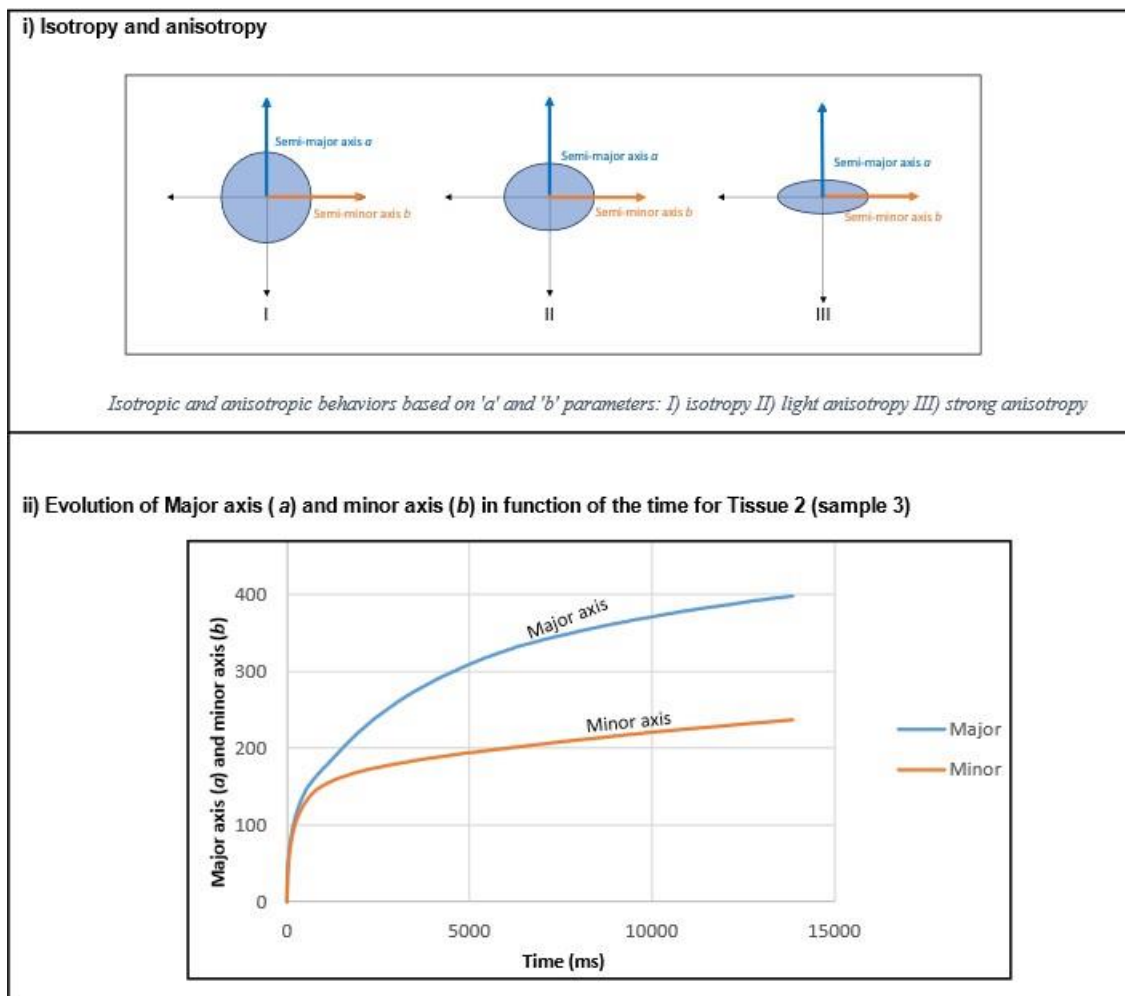 i) Isotropy and anisotropy
Semi-major axis a
Semi-minor axis b
I
Semi-major axis a
Semi-minor axis b
II
Semi-major axis a
Semi-minor axis b
III
Isotropic and anisotropic behaviors based on 'a' and 'b' parameters: I) isotropy II) light anisotropy III) strong anisotropy
ii) Evolution of Major axis ( a) and minor axis (b) in function of the time for Tissue 2 (sample 3)
Major axis (a) and minor axis (b)
400
300
200
100
0
Major axis
Minor axis
Major
Minor
0 5000 10000 15000
Time (ms)